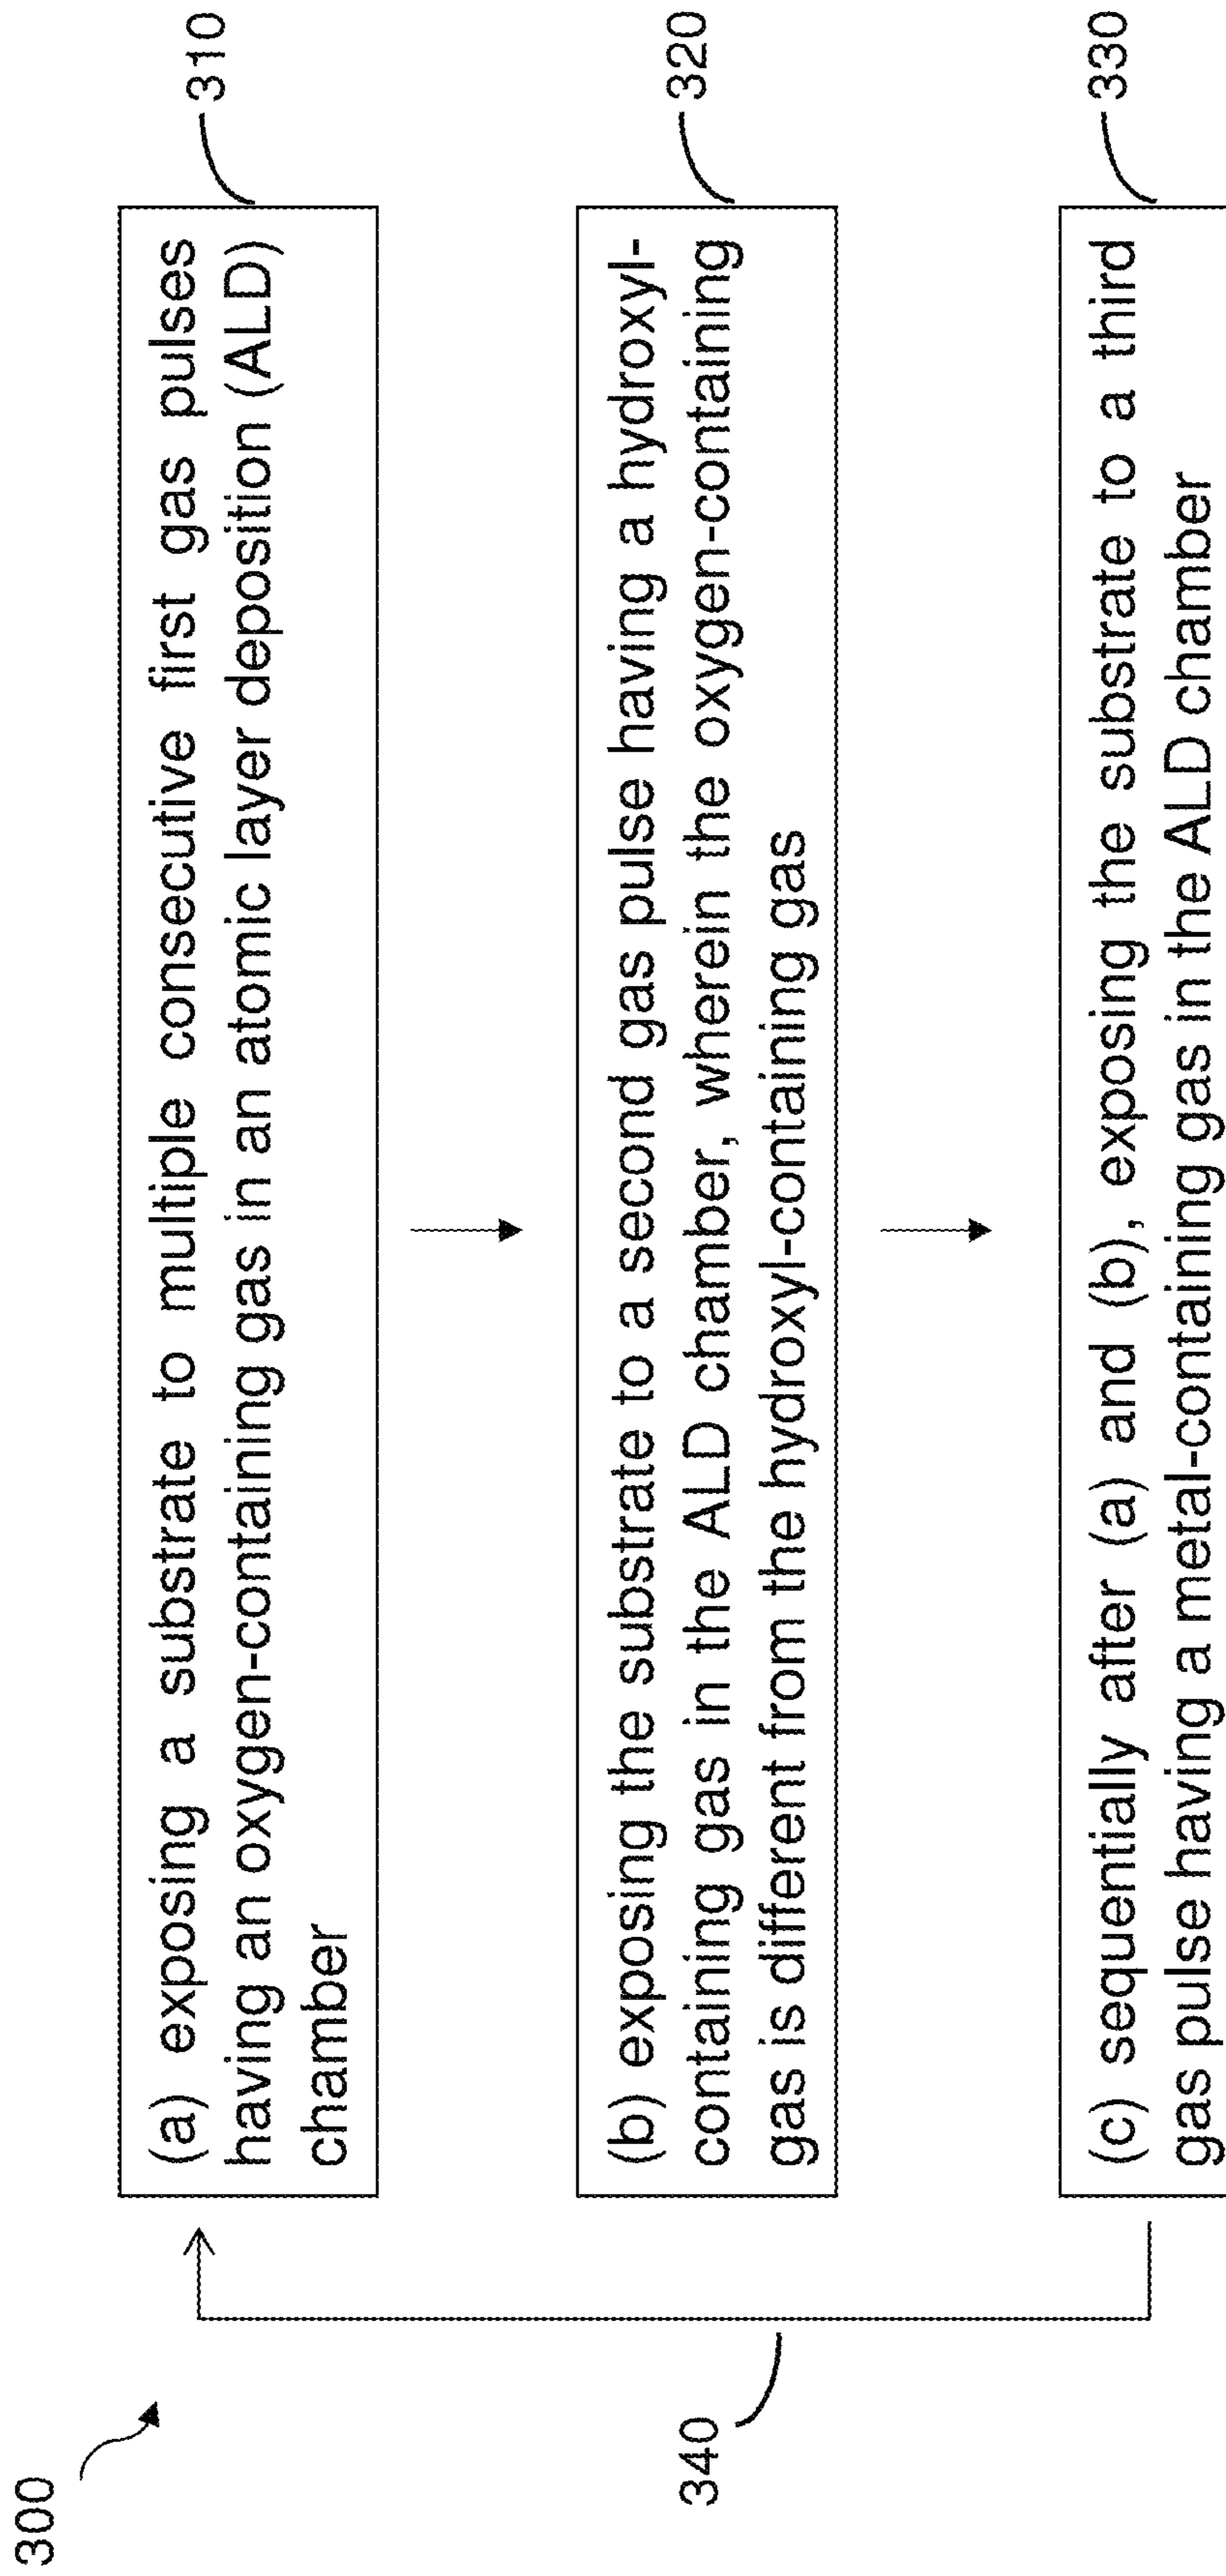 300
(a) exposing a substrate to multiple consecutive first gas pulses
having an oxygen-containing gas in an atomic layer deposition (ALD)
chamber
310
(b) exposing the substrate to a second gas pulse having a hydroxyl-
containing gas in the ALD chamber, wherein the oxygen-containing
gas is different from the hydroxyl-containing gas
320
340
(c) sequentially after (a) and (b), exposing the substrate to a third
gas pulse having a metal-containing gas in the ALD chamber
330